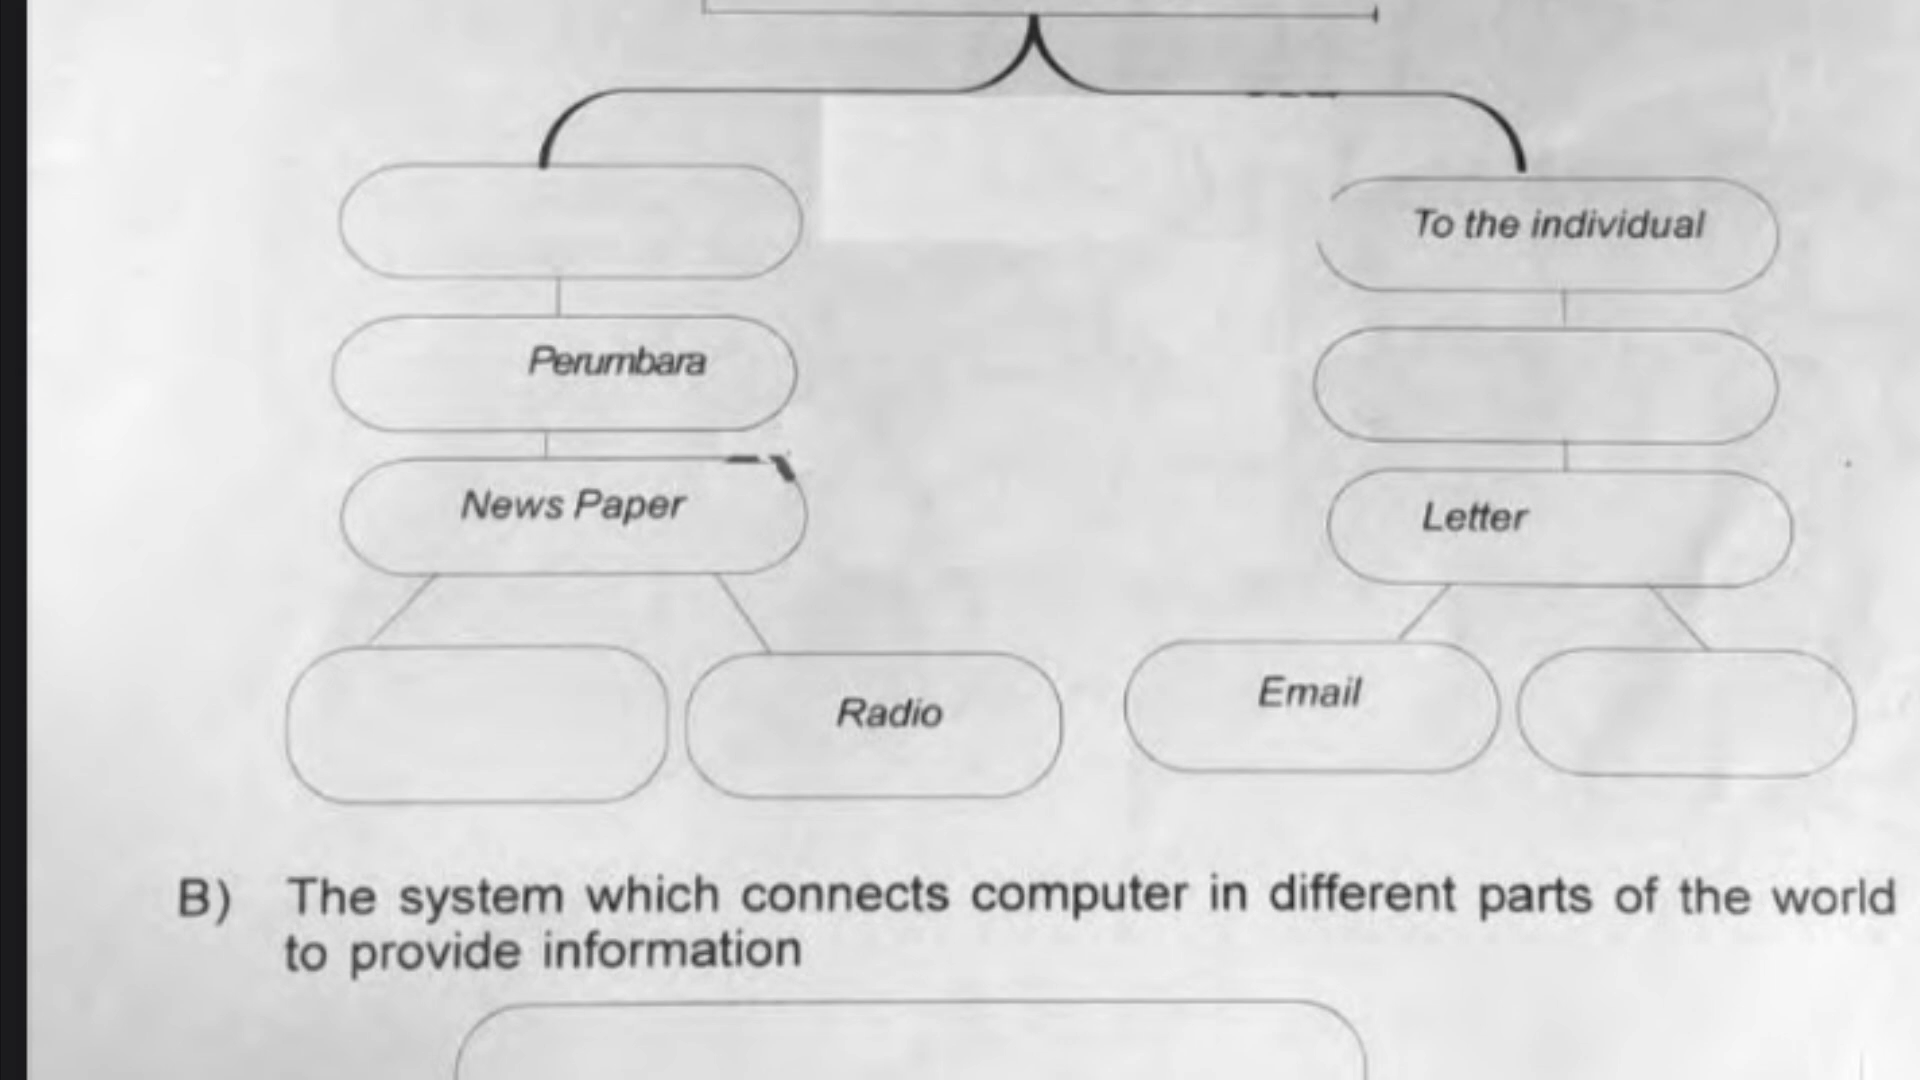 To the individual
Perumbara
News Paper
Letter
Radio
Email
B) The system which connects computer in different parts of the world
to provide information